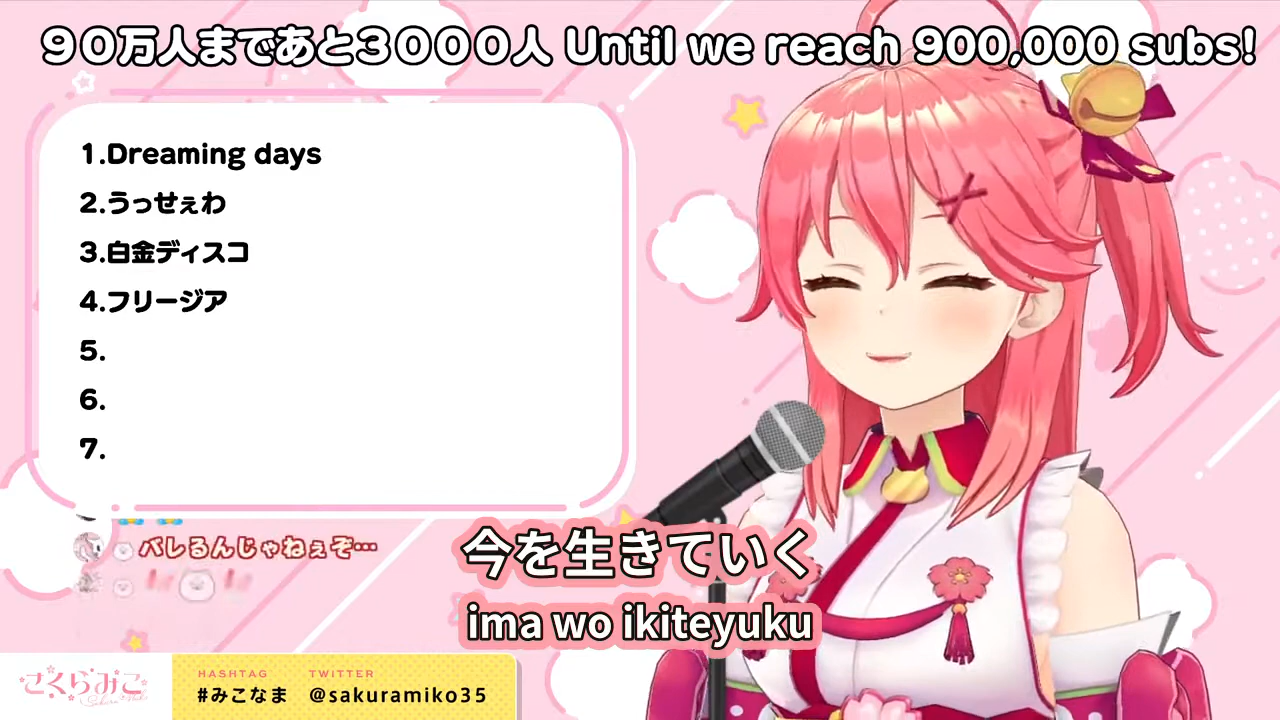 ９０万人まであと３０００人 Until we reach 900,000 subs!
1.Dreaming days
2.うっせぇわ
3.白金ディスコ
4.フリージア
5.
6.
7.
バレるんじゃねぇぞ…
今を生きていく
ima wo ikiteyuku
さくらみこ
HASHTAG TWITTER
#みこなま @sakuramiko35